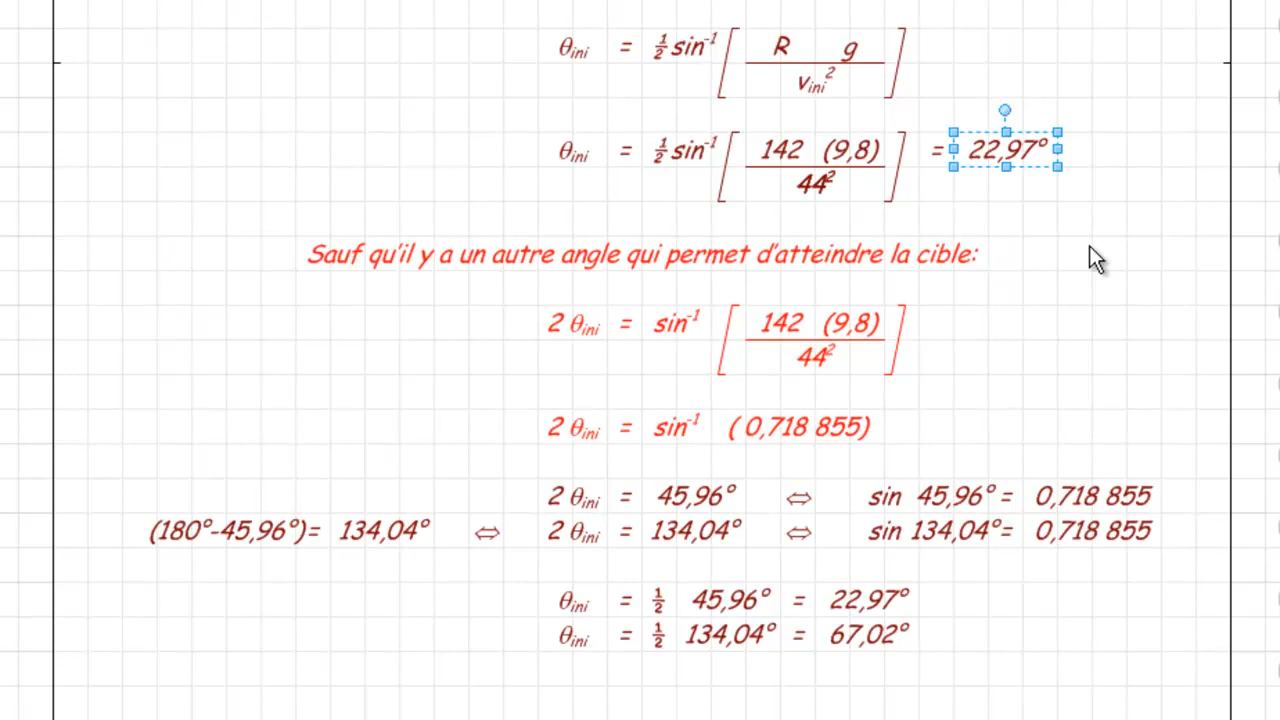 θini = ½ sin⁻¹ [ R g / vini² ]
θini = ½ sin⁻¹ [ 142 (9,8) / 44² ] = 22,97°
Sauf qu'il y a un autre angle qui permet d'atteindre la cible:
2 θini = sin⁻¹ [ 142 (9,8) / 44² ]
2 θini = sin⁻¹ ( 0,718 855)
2 θini = 45,96° ⇔ sin 45,96° = 0,718 855
(180°-45,96°)= 134,04° ⇔ 2 θini = 134,04° ⇔ sin 134,04°= 0,718 855
θini = ½ 45,96° = 22,97°
θini = ½ 134,04° = 67,02°